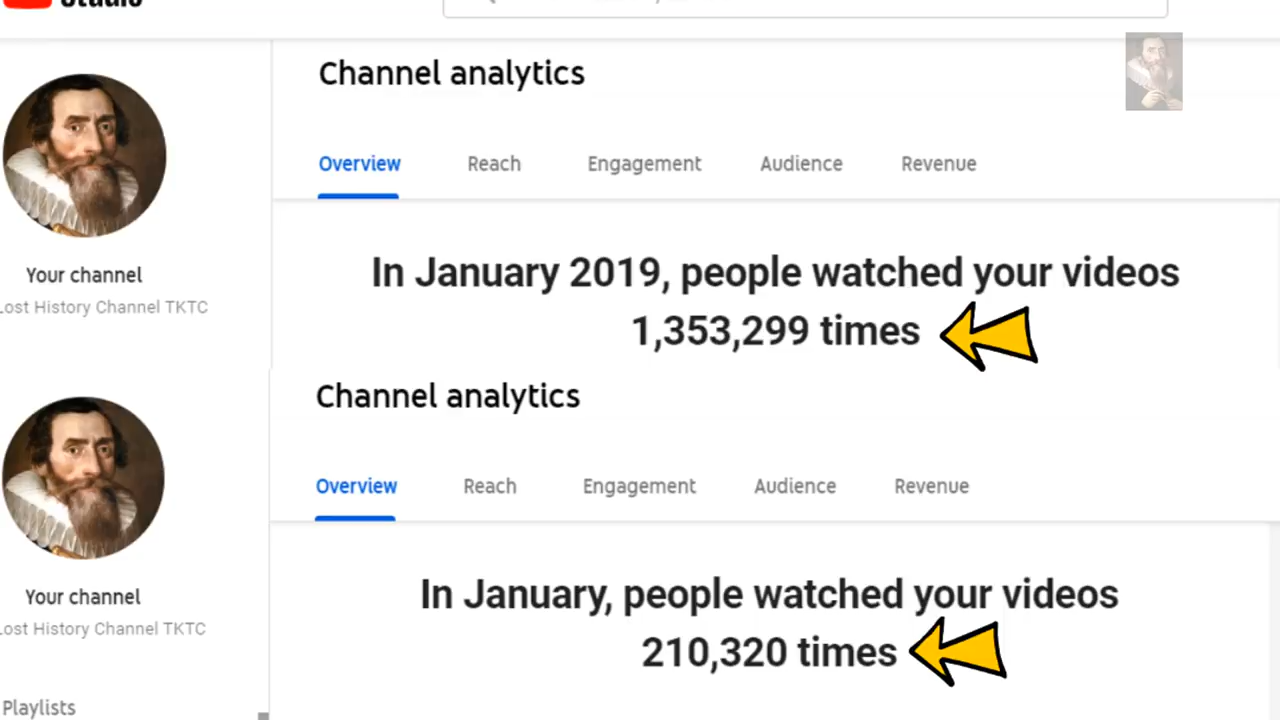 Studio
Channel analytics
Overview Reach Engagement Audience Revenue
Your channel
Lost History Channel TKTC
In January 2019, people watched your videos
1,353,299 times
Channel analytics
Overview Reach Engagement Audience Revenue
Your channel
Lost History Channel TKTC
In January, people watched your videos
210,320 times
Playlists